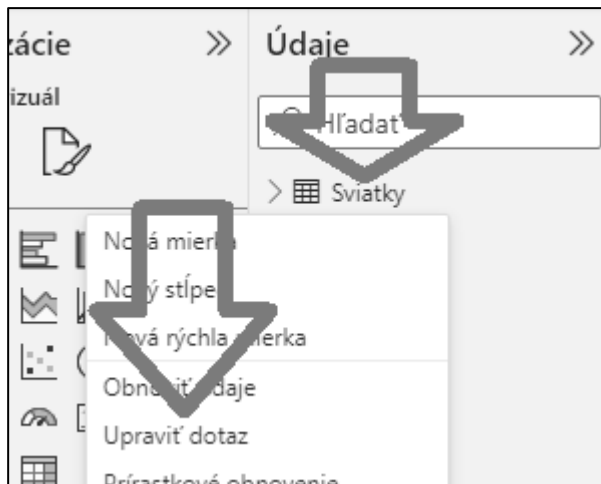 zácie
izuál
Údaje
Hľadať
Sviatky
Nová mierka
Nový stĺpec
Nová rýchla mierka
Obnoviť údaje
Upraviť dotaz
Prírastkové obnovenie